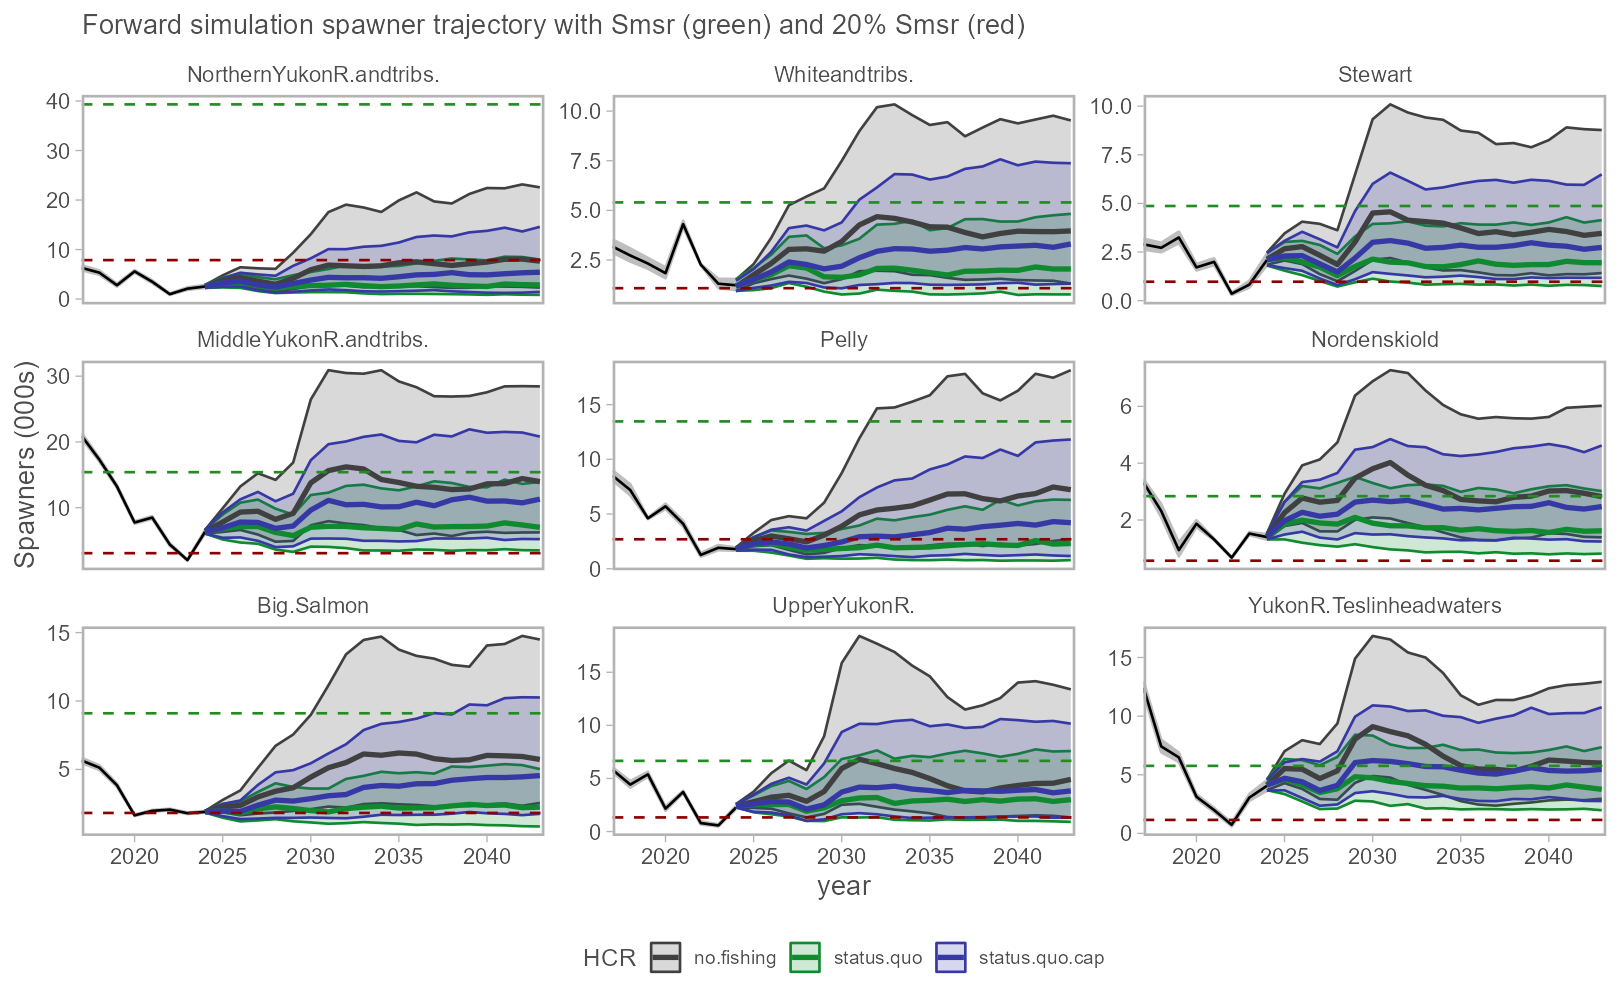 Forward simulation spawner trajectory with Smsr (green) and 20% Smsr (red)
NorthernYukonR.andtribs.
Whiteandtribs.
Stewart
40
30
20
10
0
10.0
7.5
5.0
2.5
10.0
7.5
5.0
2.5
0.0
MiddleYukonR.andtribs.
Pelly
Nordenskiold
30
20
10
15
10
5
0
6
4
2
Spawners (000s)
Big.Salmon
UpperYukonR.
YukonR.Teslinheadwaters
15
10
5
15
10
5
0
15
10
5
0
2020 2025 2030 2035 2040
2020 2025 2030 2035 2040
2020 2025 2030 2035 2040
year
HCR no.fishing status.quo status.quo.cap